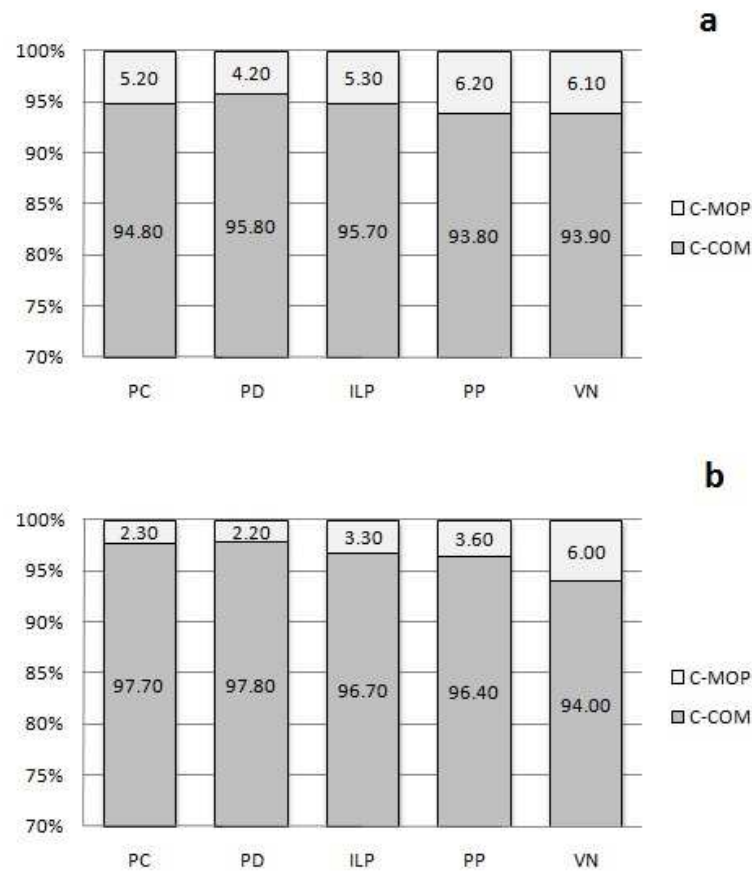 a
100%
5.20 4.20 5.30 6.20 6.10
95%
90%
85%
C-MOP
94.80 95.80 95.70 93.80 93.90
C-COM
80%
75%
70%
PC PD ILP PP VN
b
100%
2.30 2.20 3.30 3.60 6.00
95%
90%
85%
C-MOP
97.70 97.80 96.70 96.40 94.00
C-COM
80%
75%
70%
PC PD ILP PP VN